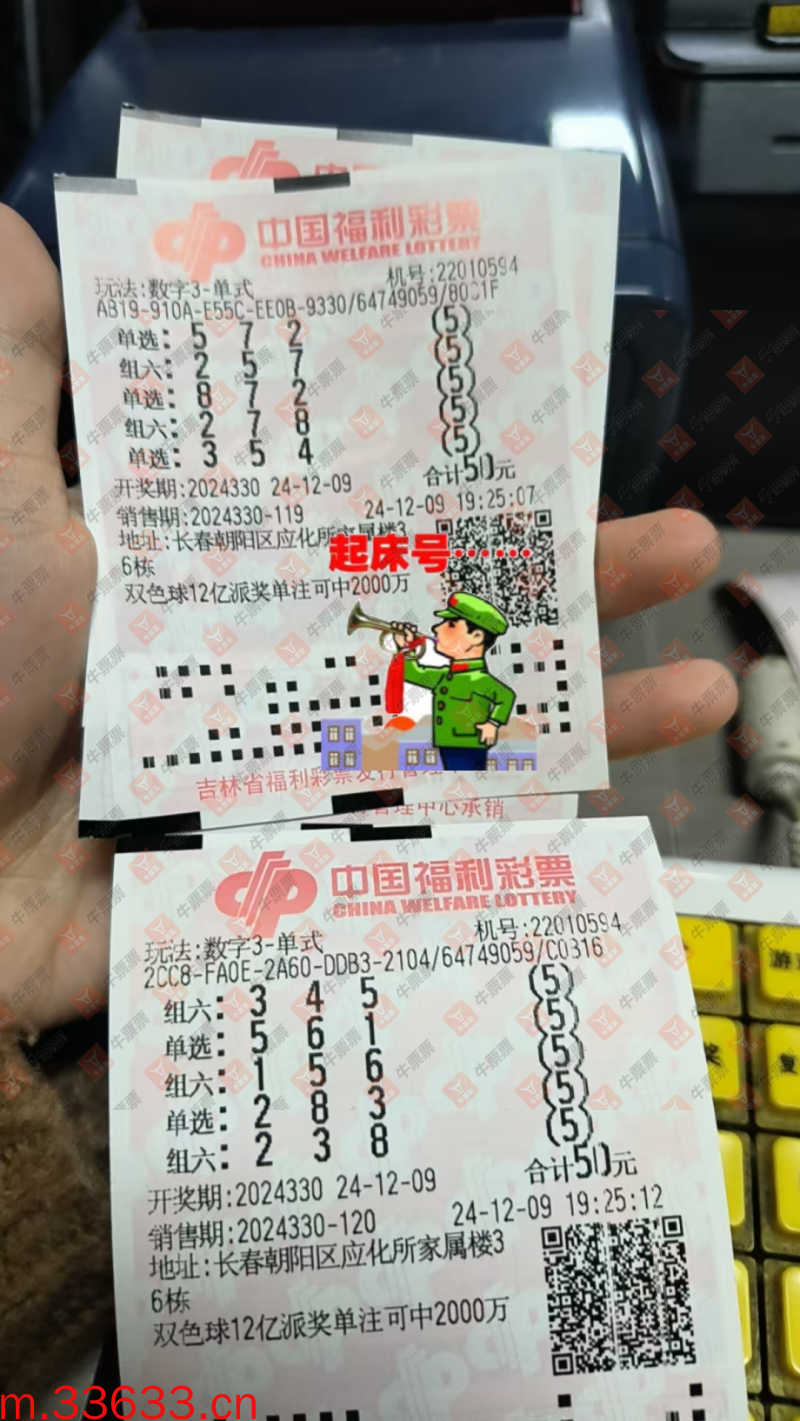 中国福利彩票
CHINA WELFARE LOTTERY
玩法:数字3-单式 机号:22010594
AB19-910A-E55C-EE0B-9330/64749059/80C1F
单选: 5 7 2 (5)
组六: 2 5 7 (5)
单选: 8 7 2 (5)
组六: 2 7 8 (5)
单选: 3 5 4 (5)
合计50元
开奖期:2024330 24-12-09
销售期:2024330-119 24-12-09 19:25:07
地址:长春朝阳区应化所家属楼3
6栋
双色球12亿派奖单注可中2000万
起床号……
吉林省福利彩票发行管理中
管理中心承销
中国福利彩票
CHINA WELFARE LOTTERY
玩法:数字3-单式 机号:22010594
2CC8-FA0E-2A60-DDB3-2104/64749059/C0316
组六: 3 4 5 (5)
单选: 5 6 1 (5)
组六: 1 5 6 (5)
单选: 2 8 3 (5)
组六: 2 3 8 (5)
合计50元
开奖期:2024330 24-12-09
销售期:2024330-120 24-12-09 19:25:12
地址:长春朝阳区应化所家属楼3
6栋
双色球12亿派奖单注可中2000万
牛票票
m.33633.cn